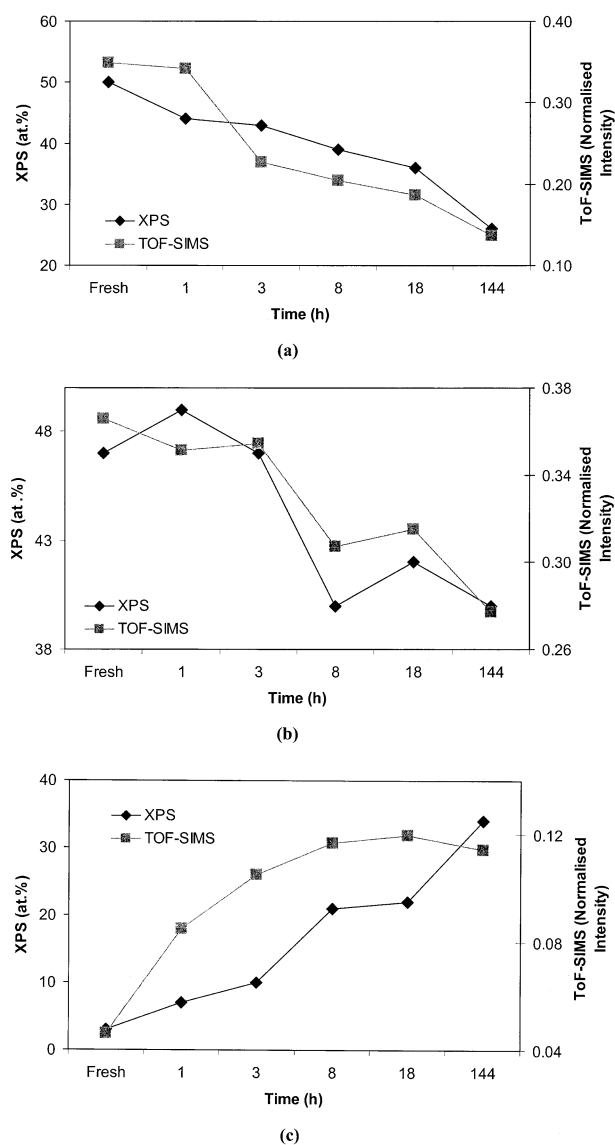 60
50
40
30
20
XPS (at.%)
0.40
0.30
0.20
0.10
ToF-SIMS (Normalised
Intensity)
XPS
TOF-SIMS
Fresh 1 3 8 18 144
Time (h)
(a)
48
43
38
XPS (at .%)
0.38
0.34
0.30
0.26
ToF-SIMS (Normalised
Intensity)
XPS
TOF-SIMS
Fresh 1 3 8 18 144
Time (h)
(b)
40
30
20
10
0
XPS (at.%)
0.12
0.08
0.04
ToF-SIMS (Normalised
Intensity)
XPS
TOF-SIMS
Fresh 1 3 8 18 144
Time (h)
(c)